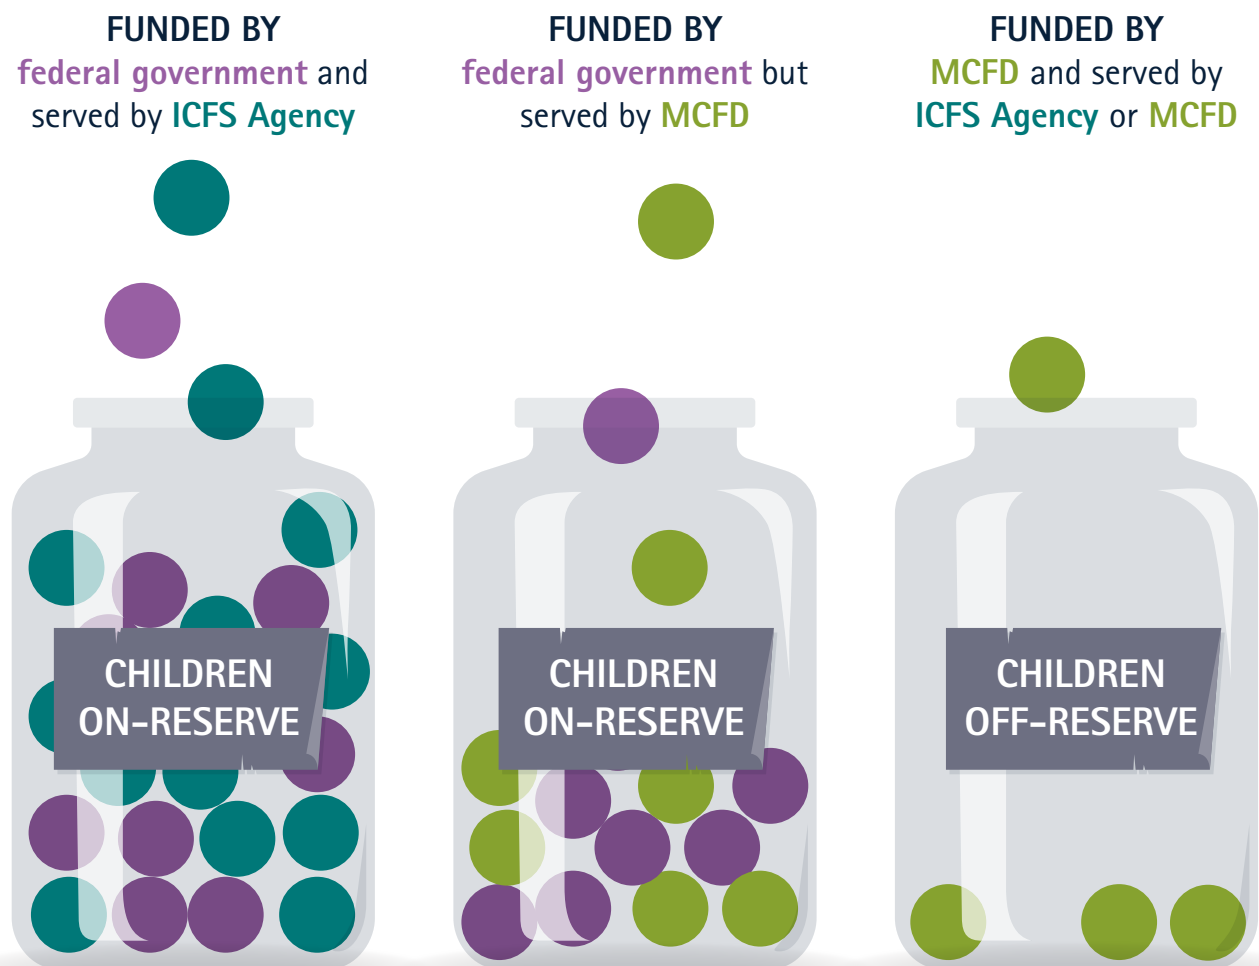 FUNDED BY
federal government and
served by ICFS Agency
FUNDED BY
federal government but
served by MCFD
FUNDED BY
MCFD and served by
ICFS Agency or MCFD
CHILDREN
ON-RESERVE
CHILDREN
ON-RESERVE
CHILDREN
OFF-RESERVE